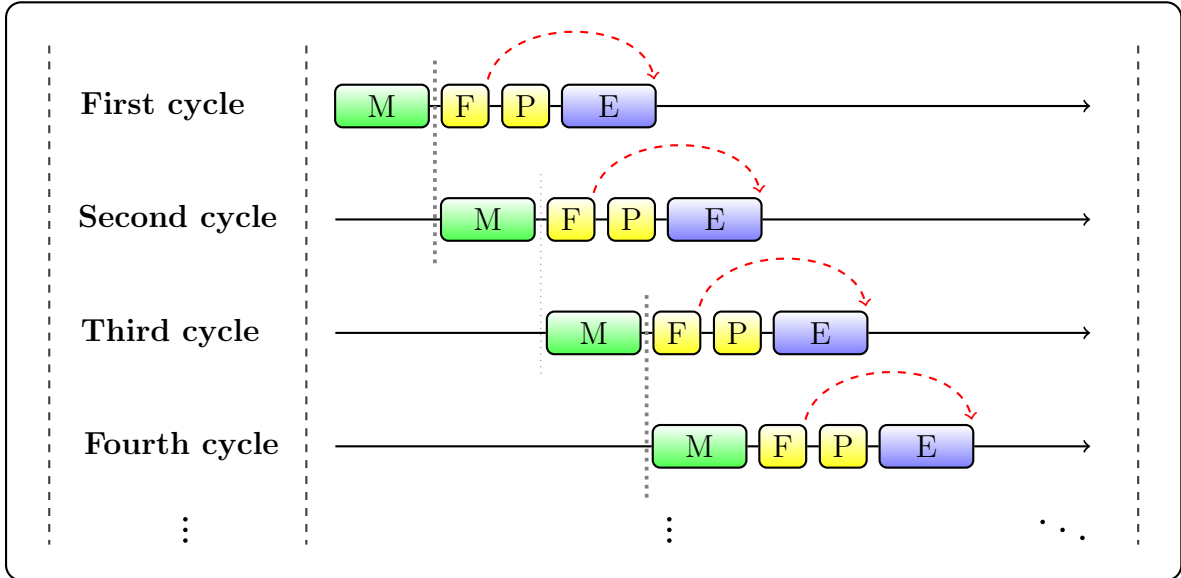 First cycle M F P E
Second cycle M F P E
Third cycle M F P E
Fourth cycle M F P E